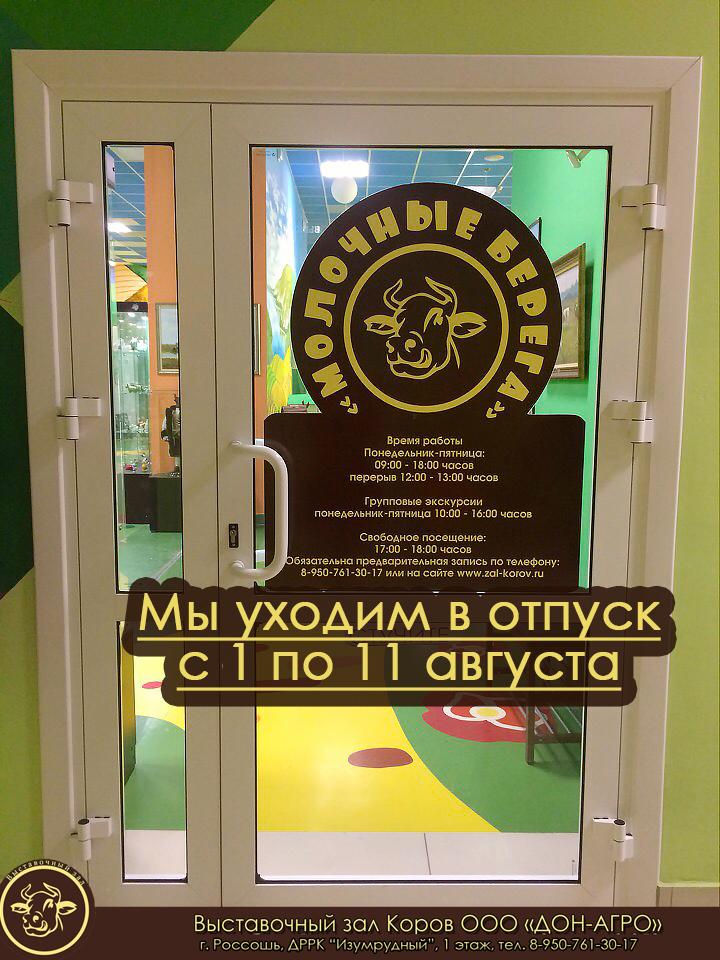 «МОЛОЧНЫЕ БЕРЕГА»
Время работы
Понедельник-пятница:
09:00 - 18:00 часов
перерыв 12:00 - 13:00 часов
Групповые экскурсии
понедельник-пятница 10:00 - 16:00 часов
Свободное посещение:
17:00 - 18:00 часов
Обязательна предварительная запись по телефону:
8-950-761-30-17 или на сайте www.zal-korov.ru
Мы уходим в отпуск
с 1 по 11 августа
Выставочный зал
Выставочный зал Коров ООО «ДОН-АГРО»
г. Россошь, ДРРК "Изумрудный", 1 этаж, тел. 8-950-761-30-17